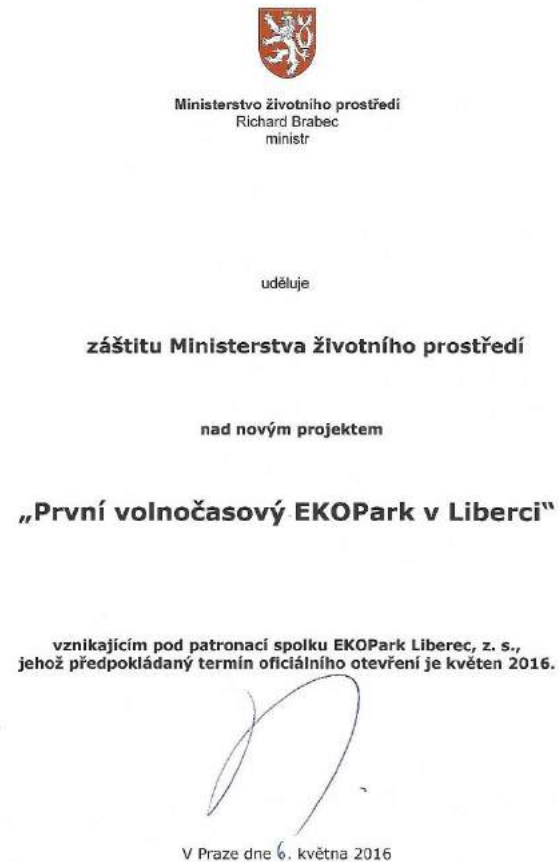 Ministerstvo životního prostředí
Richard Brabec
ministr
uděluje
záštitu Ministerstva životního prostředí
nad novým projektem
„První volnočasový EKOPark v Liberci“
vznikajícím pod patronací spolku EKOPark Liberec, z. s.,
jehož předpokládaný termín oficiálního otevření je květen 2016.
V Praze dne 6. května 2016